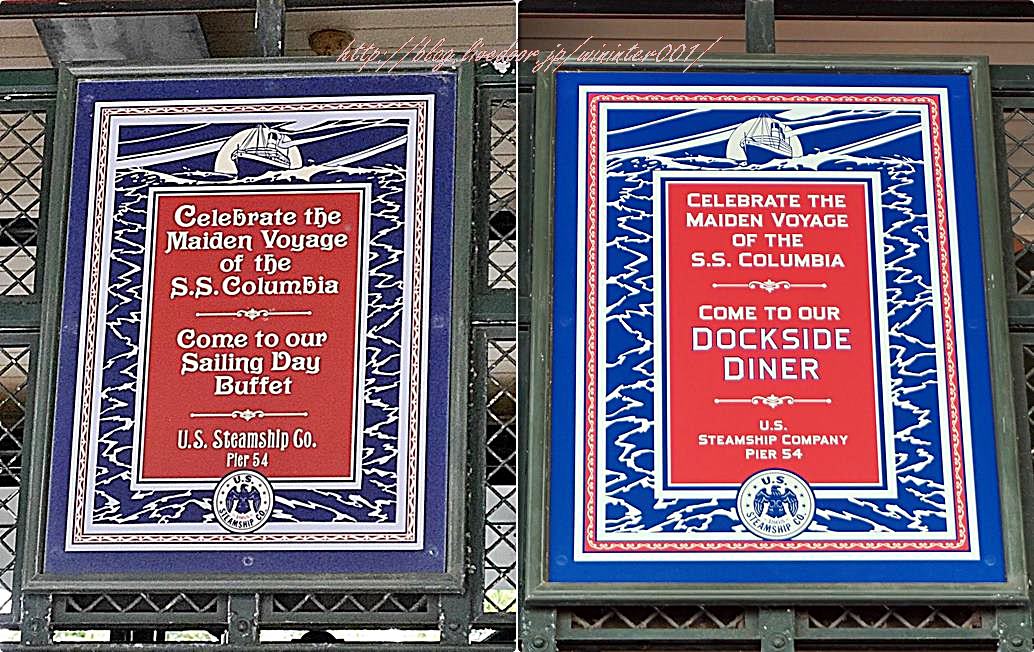 http://blog.livedoor.jp/wininter001/
Celebrate the
Maiden Voyage
of the
S.S. Columbia
Come to our
Sailing Day
Buffet
U.S. Steamship Co.
Pier 54
U.S.
STEAMSHIP CO.
CELEBRATE THE
MAIDEN VOYAGE
OF THE
S.S. COLUMBIA
COME TO OUR
DOCKSIDE
DINER
U.S.
STEAMSHIP COMPANY
PIER 54
U.S.
STEAMSHIP CO.